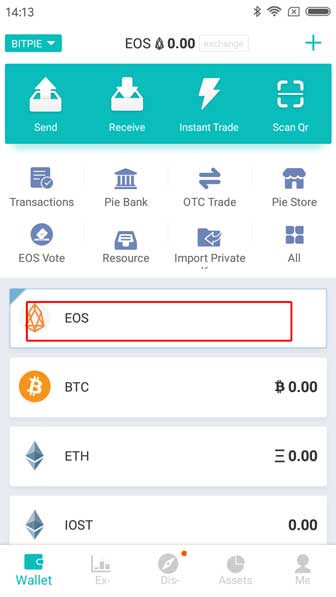 14:13
BITPIE
EOS 0.00 exchange
Send Receive Instant Trade Scan Qr
Transactions Pie Bank OTC Trade Pie Store
EOS Vote Resource Import Private All
EOS
BTC ₿ 0.00
ETH Ξ 0.00
IOST 0.00
Wallet Ex- Dis- Assets Me